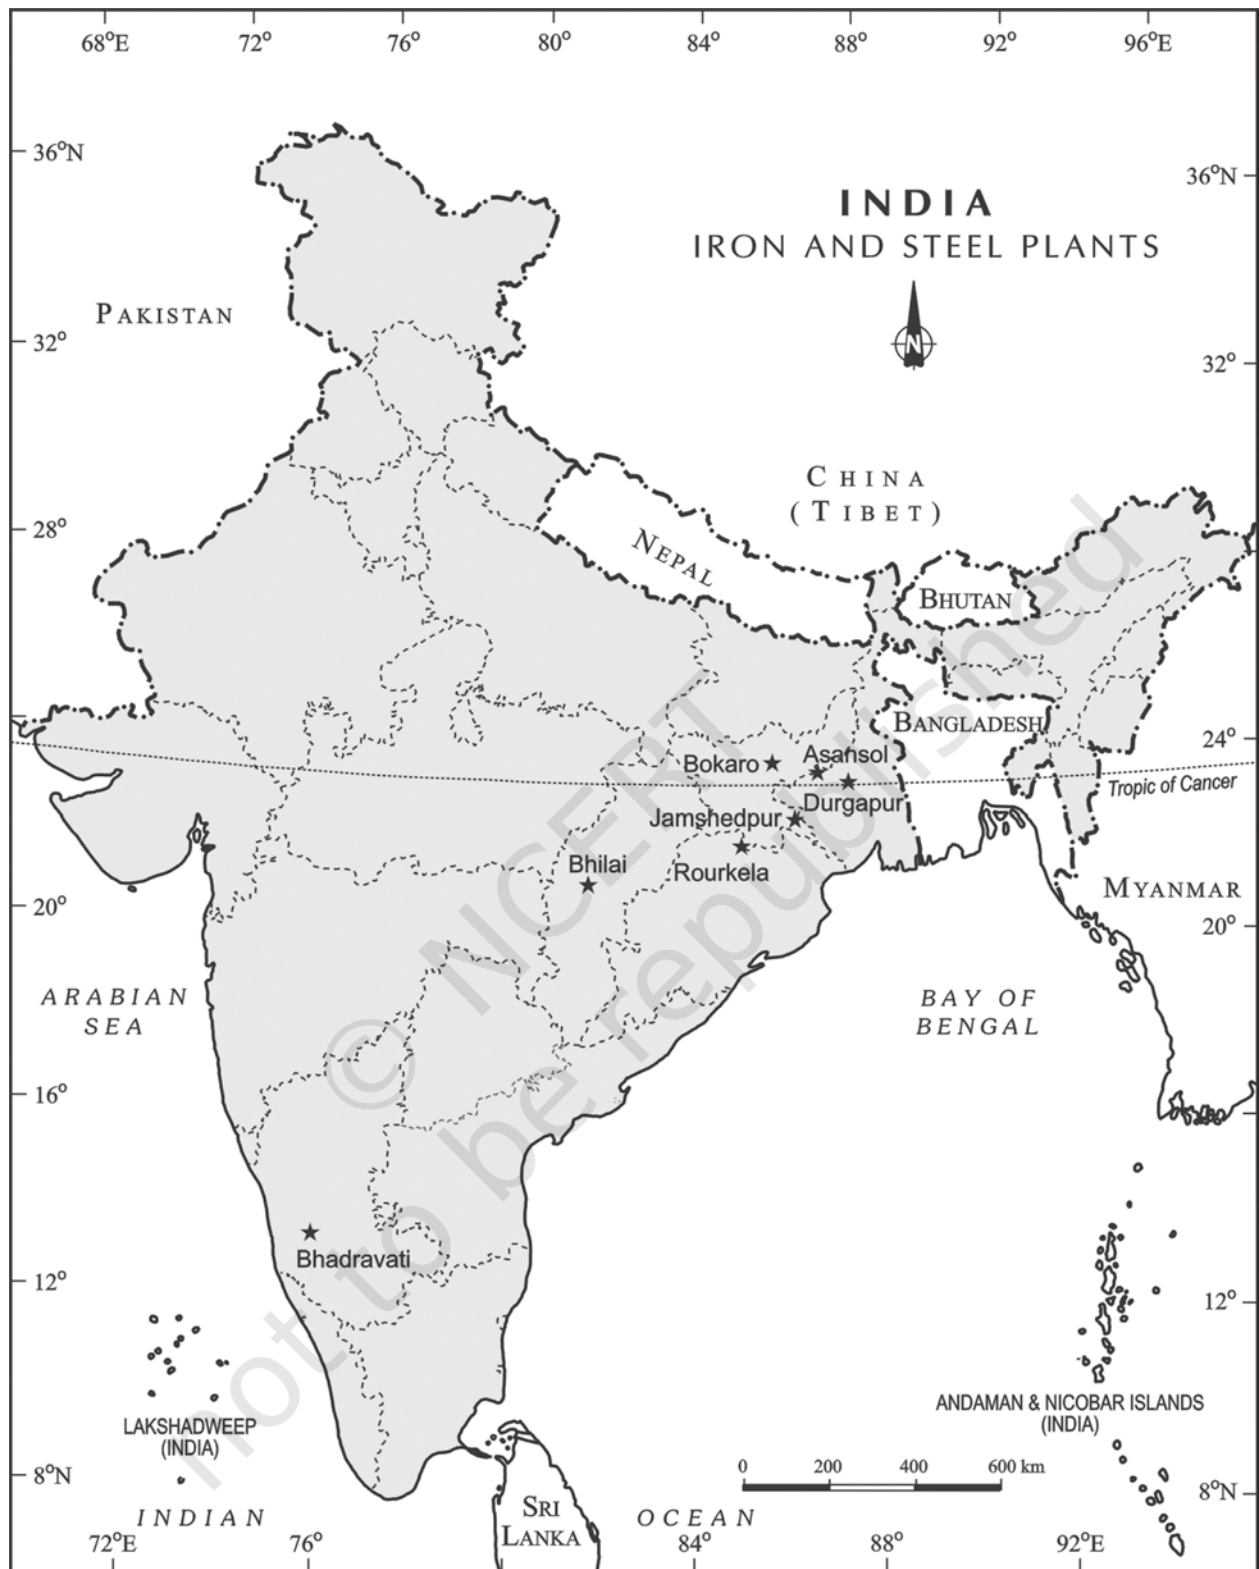 68°E 72° 76° 80° 84° 88° 92° 96°E
36°N
36°N
INDIA
IRON AND STEEL PLANTS
N
PAKISTAN
32°
32°
CHINA
(TIBET)
28°
NEPAL
BHUTAN
BANGLADESH
24°
Tropic of Cancer
Asansol
Bokaro
Durgapur
Jamshedpur
Rourkela
Bhilai
MYANMAR
20°
20°
ARABIAN
SEA
BAY OF
BENGAL
© NCERT
not to be republished
16°
Bhadravati
12°
12°
LAKSHADWEEP
(INDIA)
ANDAMAN & NICOBAR ISLANDS
(INDIA)
0 200 400 600 km
8°N
8°N
INDIAN OCEAN
SRI
LANKA
72°E 76° 84° 88° 92°E